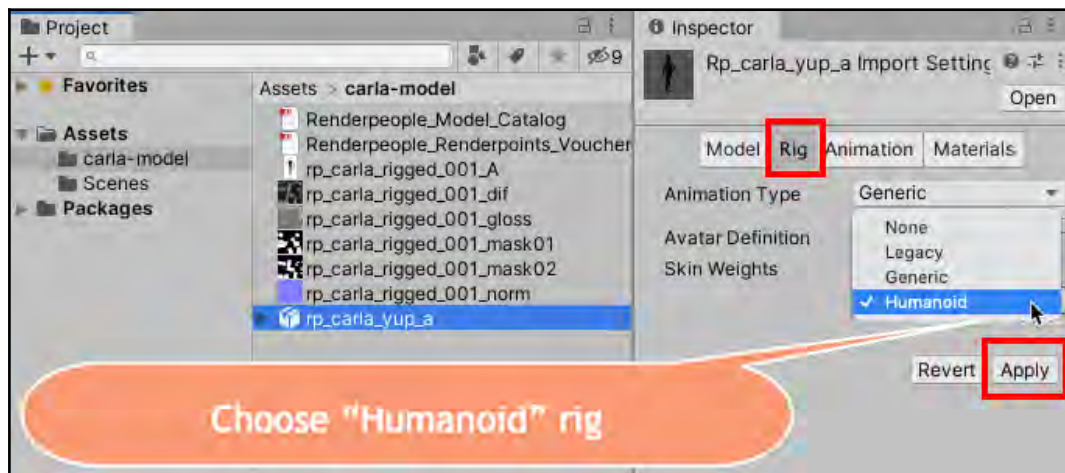 Project
Inspector
9
Rp_carla_yup_a Import Setting
Open
Favorites
Assets > carla-model
Assets
carla-model
Scenes
Packages
Renderpeople_Model_Catalog
Renderpeople_Renderpoints_Voucher
rp_carla_rigged_001_A
rp_carla_rigged_001_dif
rp_carla_rigged_001_gloss
rp_carla_rigged_001_mask01
rp_carla_rigged_001_mask02
rp_carla_rigged_001_norm
rp_carla_yup_a
Model Rig Animation Materials
Animation Type Generic
Avatar Definition
Skin Weights
None
Legacy
Generic
Humanoid
Revert Apply
Choose "Humanoid" rig